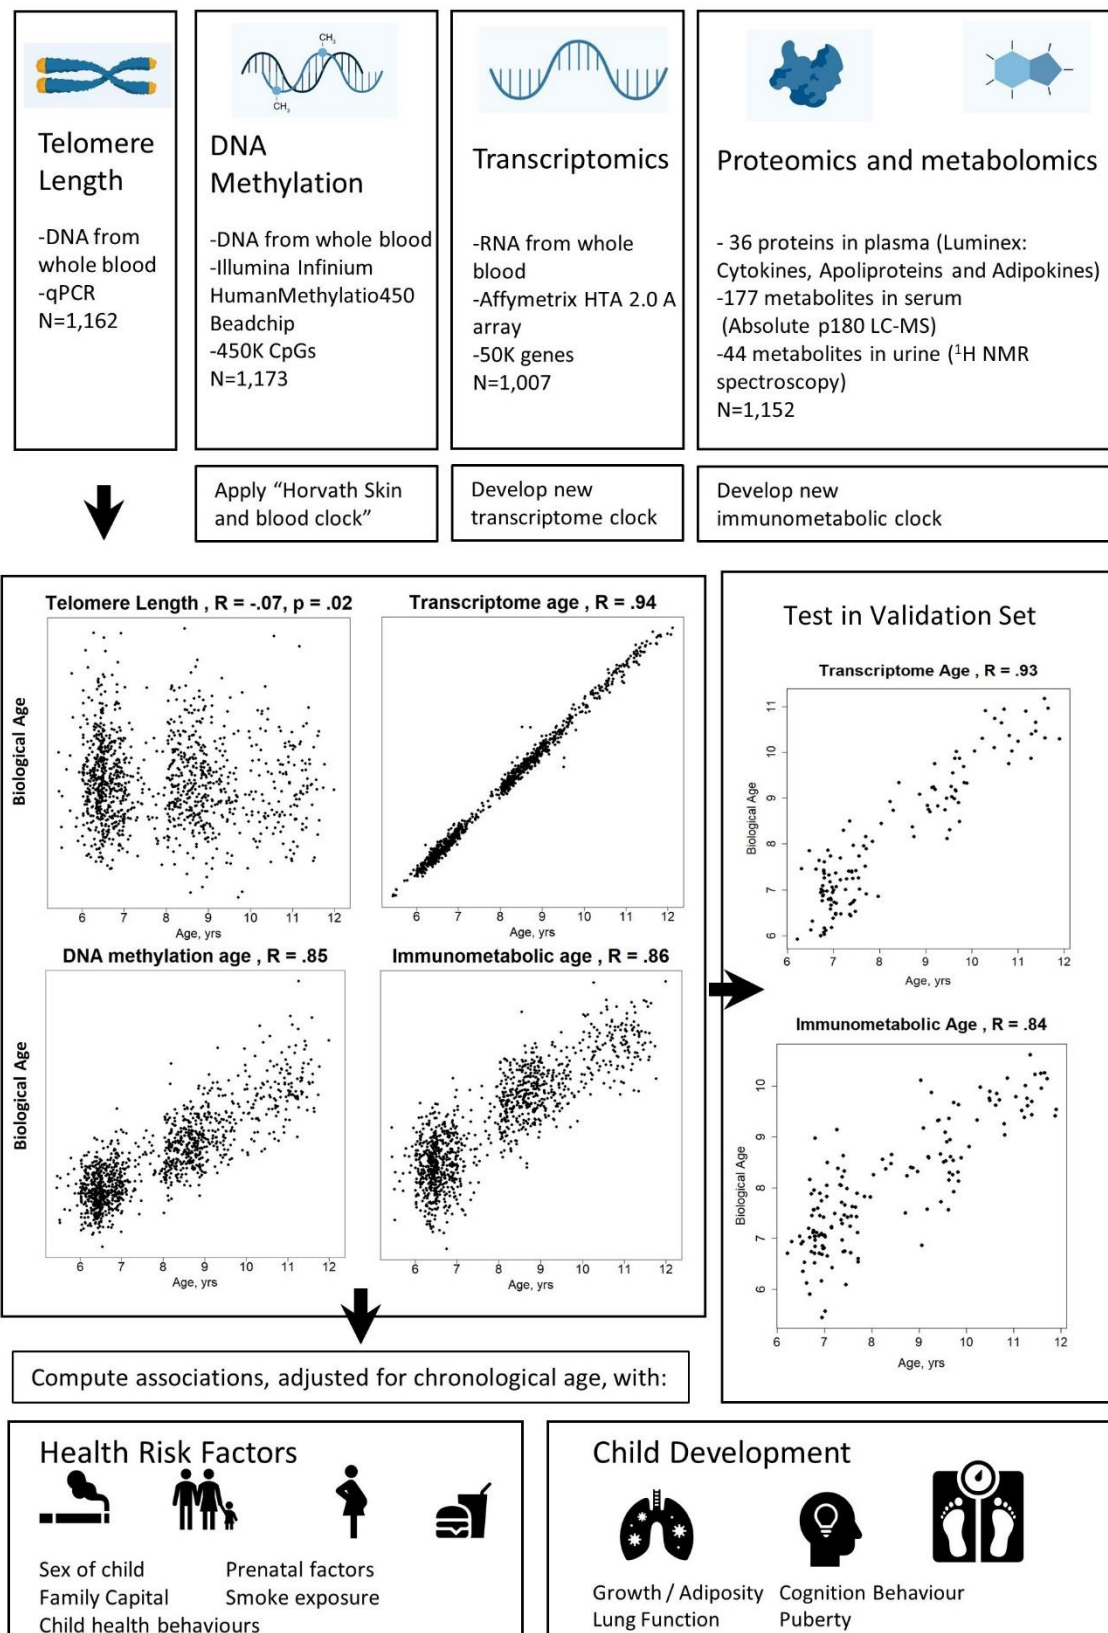 CH₃
CH₃
Telomere
Length
-DNA from
whole blood
-qPCR
N=1,162
DNA
Methylation
-DNA from whole blood
-Illumina Infinium
HumanMethylatio450
Beadchip
-450K CpGs
N=1,173
Transcriptomics
-RNA from whole
blood
-Affymetrix HTA 2.0 A
array
-50K genes
N=1,007
Proteomics and metabolomics
- 36 proteins in plasma (Luminex:
Cytokines, Apoliproteins and Adipokines)
-177 metabolites in serum
(Absolute p180 LC-MS)
-44 metabolites in urine (¹H NMR
spectroscopy)
N=1,152
Apply “Horvath Skin
and blood clock”
Develop new
transcriptome clock
Develop new
immunometabolic clock
Telomere Length , R = -.07, p = .02
Biological Age
6 7 8 9 10 11 12
Age, yrs
Transcriptome age , R = .94
6 7 8 9 10 11 12
Age, yrs
DNA methylation age , R = .85
Biological Age
6 7 8 9 10 11 12
Age, yrs
Immunometabolic age , R = .86
6 7 8 9 10 11 12
Age, yrs
Test in Validation Set
Transcriptome Age , R = .93
Biological Age
11
10
9
8
7
6
6 7 8 9 10 11 12
Age, yrs
Immunometabolic Age , R = .84
Biological Age
10
9
8
7
6
6 7 8 9 10 11 12
Age, yrs
Compute associations, adjusted for chronological age, with:
Health Risk Factors
Sex of child
Family Capital
Child health behaviours
Prenatal factors
Smoke exposure
Child Development
Growth / Adiposity
Lung Function
Cognition Behaviour
Puberty